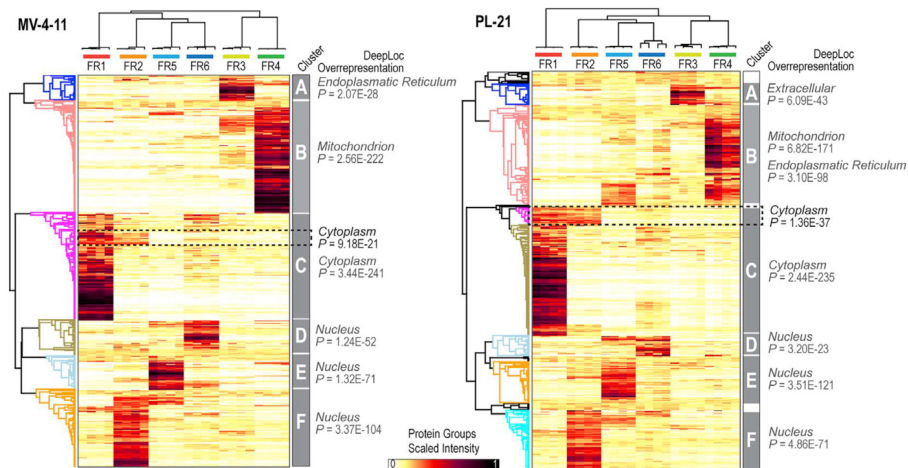 MV-4-11
FR1 FR2 FR5 FR6 FR3 FR4
Cluster
DeepLoc
Overrepresentation
A
Endoplasmatic Reticulum
P = 2.07E-28
B
Mitochondrion
P = 2.56E-222
Cytoplasm
P = 9.18E-21
C
Cytoplasm
P = 3.44E-241
D
Nucleus
P = 1.24E-52
E
Nucleus
P = 1.32E-71
F
Nucleus
P = 3.37E-104
Protein Groups
Scaled Intensity
0 1
PL-21
FR1 FR2 FR5 FR6 FR3 FR4
Cluster
DeepLoc
Overrepresentation
A
Extracellular
P = 6.09E-43
B
Mitochondrion
P = 6.82E-171
Endoplasmatic Reticulum
P = 3.10E-98
Cytoplasm
P = 1.36E-37
C
Cytoplasm
P = 2.44E-235
D
Nucleus
P = 3.20E-23
E
Nucleus
P = 3.51E-121
F
Nucleus
P = 4.86E-71